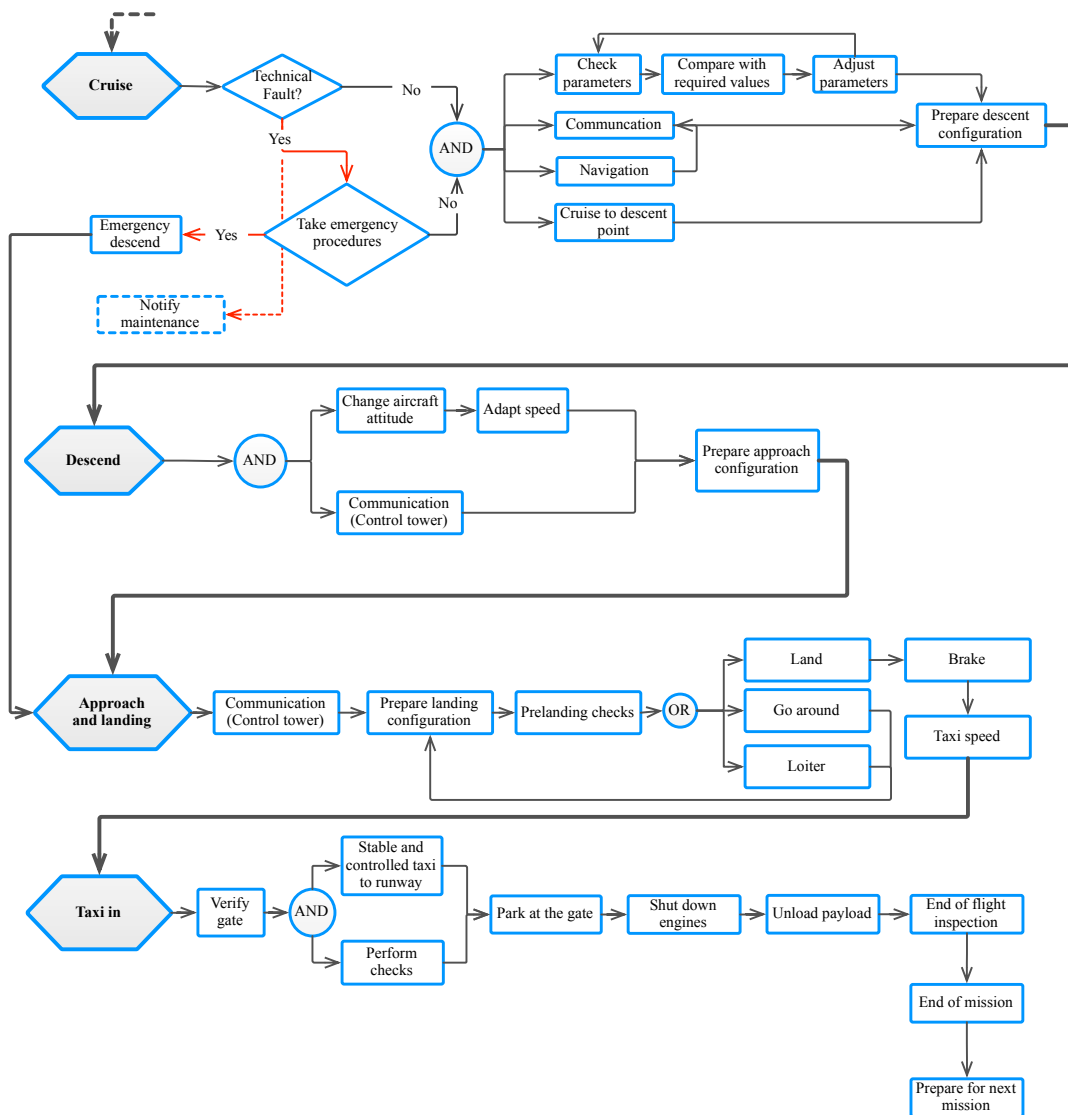 Cruise
Technical
Fault?
No
Yes
AND
Check
parameters
Compare with
required values
Adjust
parameters
Communcation
Navigation
Cruise to descent
point
Prepare descent
configuration
No
Take emergency
procedures
Yes
Emergency
descend
Notify
maintenance
Descend
AND
Change aircraft
attitude
Adapt speed
Communication
(Control tower)
Prepare approach
configuration
Approach
and landing
Communication
(Control tower)
Prepare landing
configuration
Prelanding checks
OR
Land
Brake
Go around
Taxi speed
Loiter
Taxi in
Verify
gate
AND
Stable and
controlled taxi
to runway
Perform
checks
Park at the gate
Shut down
engines
Unload payload
End of flight
inspection
End of mission
Prepare for next
mission